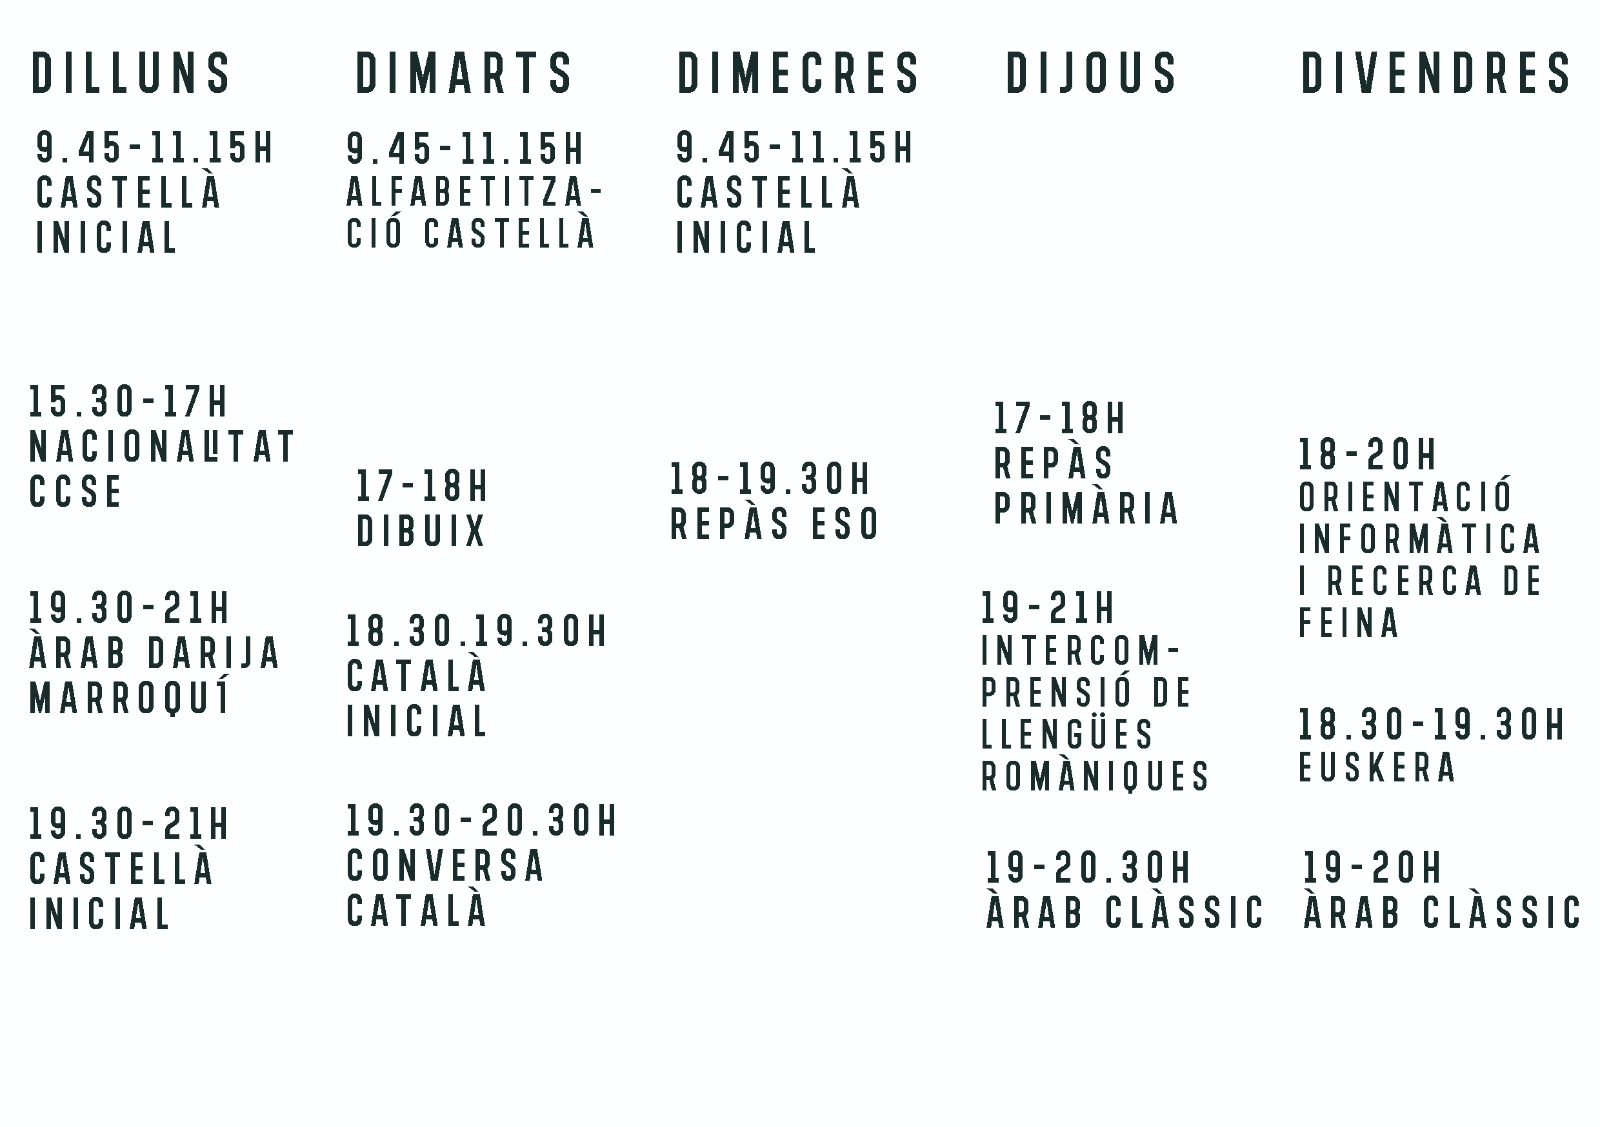 DILLUNS
9.45-11.15H
CASTELLÀ
INICIAL
15.30-17H
NACIONALITAT
CCSE
19.30-21H
ÀRAB DARIJA
MARROQUÍ
19.30-21H
CASTELLÀ
INICIAL
DIMARTS
9.45-11.15H
ALFABETITZA-
CIÓ CASTELLÀ
17-18H
DIBUIX
18.30.19.30H
CATALÀ
INICIAL
19.30-20.30H
CONVERSA
CATALÀ
DIMECRES
9.45-11.15H
CASTELLÀ
INICIAL
18-19.30H
REPÀS ESO
DIJOUS
17-18H
REPÀS
PRIMÀRIA
19-21H
INTERCOM-
PRENSIÓ DE
LLENGÜES
ROMÀNIQUES
19-20.30H
ÀRAB CLÀSSIC
DIVENDRES
18-20H
ORIENTACIÓ
INFORMÀTICA
I RECERCA DE
FEINA
18.30-19.30H
EUSKERA
19-20H
ÀRAB CLÀSSIC